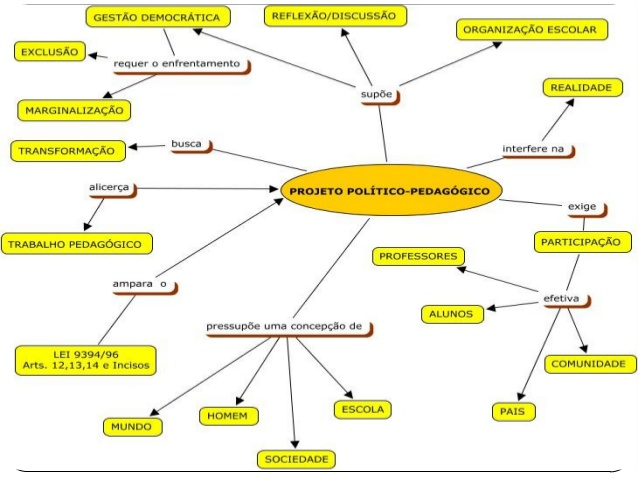 GESTÃO DEMOCRÁTICA
REFLEXÃO/DISCUSSÃO
ORGANIZAÇÃO ESCOLAR
EXCLUSÃO
requer o enfrentamento
supõe
REALIDADE
MARGINALIZAÇÃO
TRANSFORMAÇÃO
busca
interfere na
alicerça
PROJETO POLÍTICO-PEDAGÓGICO
exige
TRABALHO PEDAGÓGICO
PARTICIPAÇÃO
PROFESSORES
ampara o
efetiva
ALUNOS
pressupõe uma concepção de
LEI 9394/96
Arts. 12,13,14 e Incisos
COMUNIDADE
MUNDO
HOMEM
ESCOLA
PAIS
SOCIEDADE